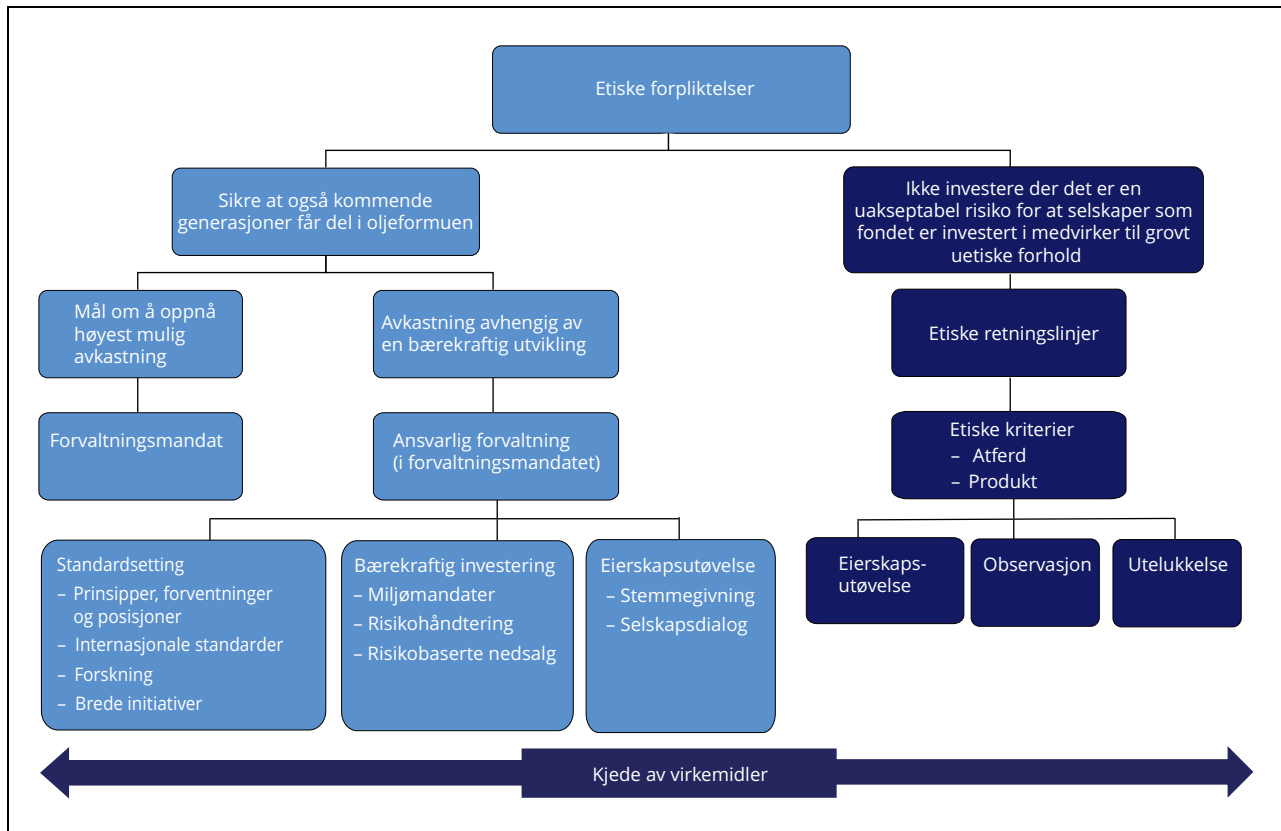 Etiske forpliktelser
Sikre at også kommende
generasjoner får del i oljeformuen
Ikke investere der det er en
uakseptabel risiko for at selskaper som
fondet er investert i medvirker til grovt
uetiske forhold
Mål om å oppnå
høyest mulig
avkastning
Avkastning avhengig av
en bærekraftig utvikling
Etiske retningslinjer
Forvaltningsmandat
Ansvarlig forvaltning
(i forvaltningsmandatet)
Etiske kriterier
– Atferd
– Produkt
Standardsetting
– Prinsipper, forventninger
og posisjoner
– Internasjonale standarder
– Forskning
– Brede initiativer
Bærekraftig investering
– Miljømandater
– Risikohåndtering
– Risikobaserte nedsalg
Eierskapsutøvelse
– Stemmegivning
– Selskapsdialog
Eierskaps-
utøvelse
Observasjon
Utelukkelse
Kjede av virkemidler